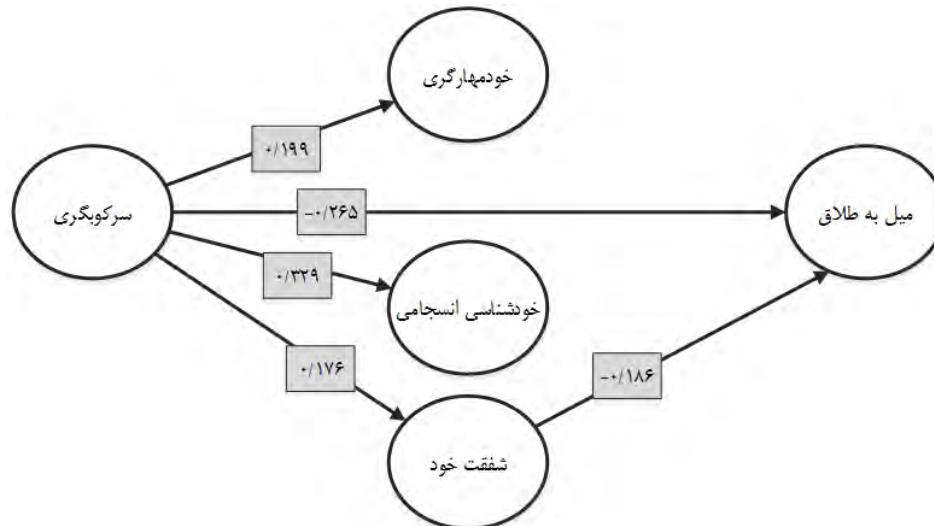 خودمهارگری
۰/۱۹۹
سرکوبگری
-۰/۲۶۵
میل به طلاق
۰/۳۲۹
خودشناسی انسجامی
۰/۱۷۶
-۰/۱۸۶
شفقت خود